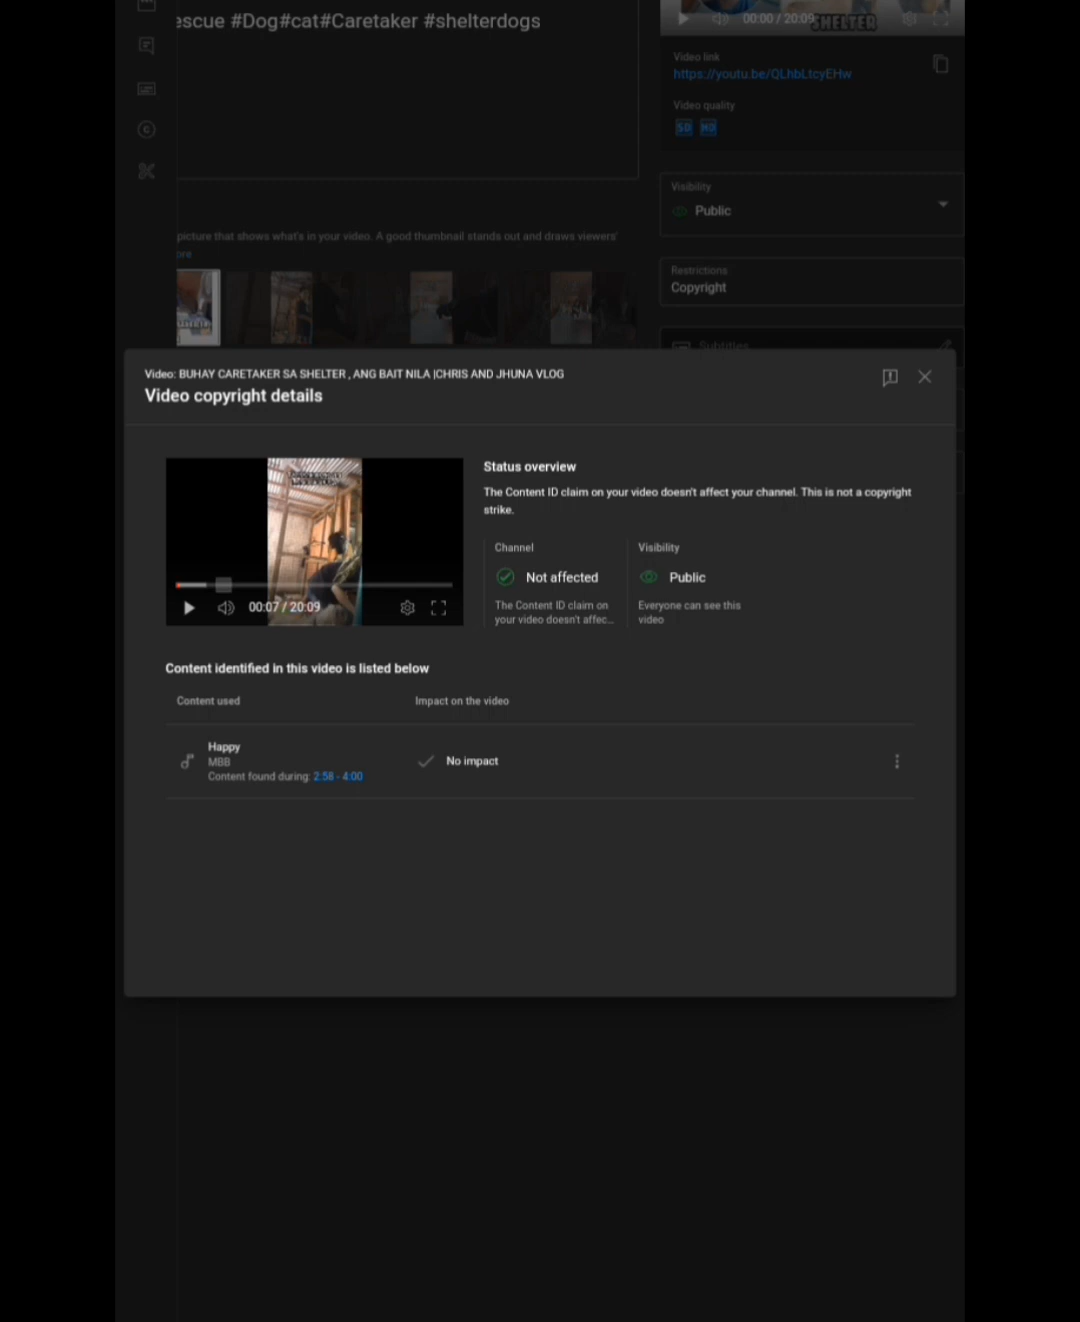 escue #Dog#cat#Caretaker #shelterdogs
00:00 / 20:09
SHELTER
Video link
https://youtu.be/QLhbLtcyEHw
Video quality
SD HD
Visibility
Public
picture that shows what's in your video. A good thumbnail stands out and draws viewers'
ore
Restrictions
Copyright
Subtitles
Video: BUHAY CARETAKER SA SHELTER , ANG BAIT NILA |CHRIS AND JHUNA VLOG
Video copyright details
Status overview
The Content ID claim on your video doesn't affect your channel. This is not a copyright
strike.
Channel
Not affected
The Content ID claim on
your video doesn't affec...
Visibility
Public
Everyone can see this
video
00:07 / 20:09
Content identified in this video is listed below
Content used
Impact on the video
Happy
MBB
Content found during: 2:58 - 4:00
No impact